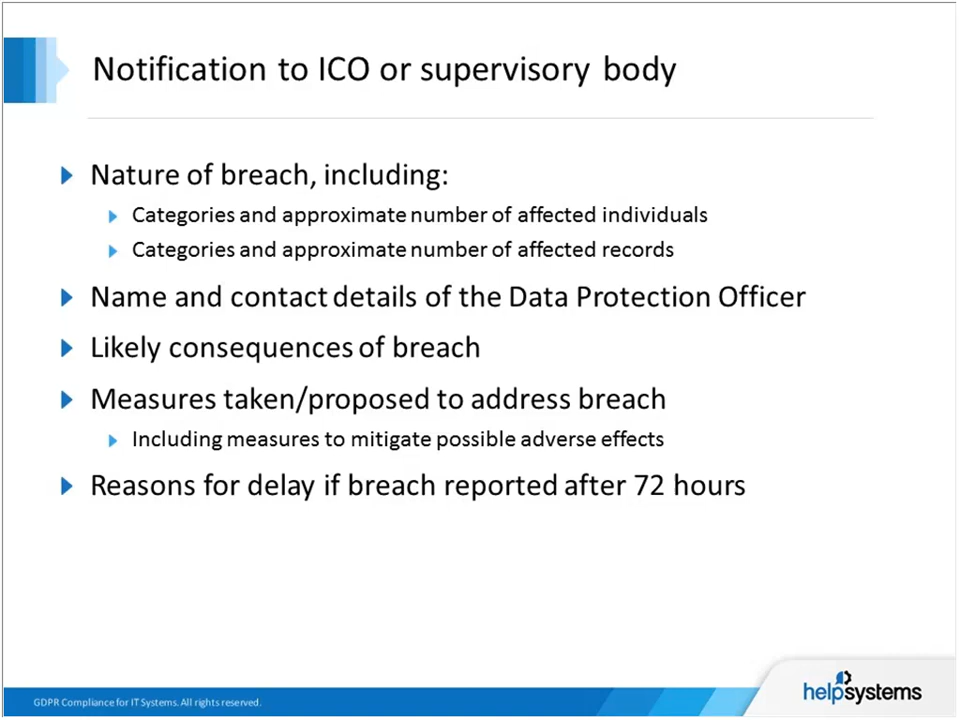 Notification to ICO or supervisory body
Nature of breach, including:
Categories and approximate number of affected individuals
Categories and approximate number of affected records
Name and contact details of the Data Protection Officer
Likely consequences of breach
Measures taken/proposed to address breach
Including measures to mitigate possible adverse effects
Reasons for delay if breach reported after 72 hours
GDPR Compliance for IT Systems. All rights reserved.
helpsystems